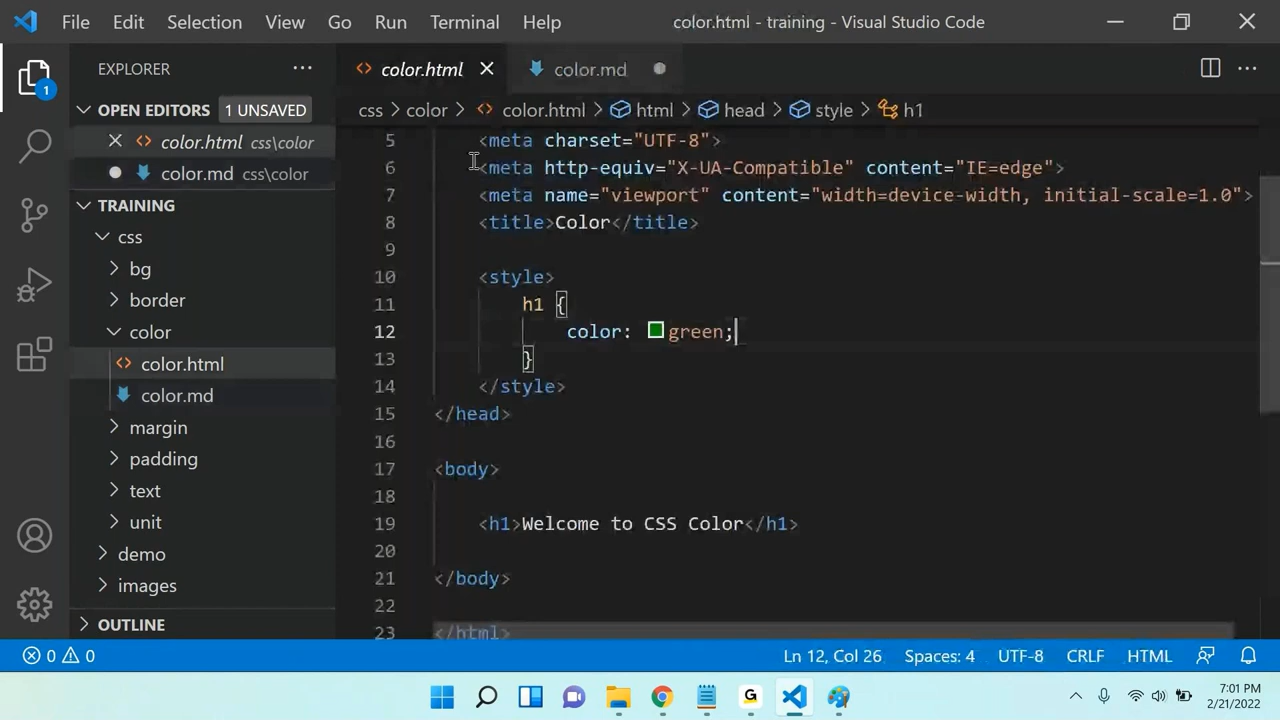 File Edit Selection View Go Run Terminal Help color.html - training - Visual Studio Code
EXPLORER
color.html
color.md
1
OPEN EDITORS 1 UNSAVED
css color color.html html head style h1
color.html css\color
color.md css\color
TRAINING
css
bg
border
color
color.html
color.md
margin
padding
text
unit
demo
images
OUTLINE
5 <meta charset="UTF-8">
6 <meta http-equiv="X-UA-Compatible" content="IE=edge">
7 <meta name="viewport" content="width=device-width, initial-scale=1.0">
8 <title>Color</title>
9
10 <style>
11 h1 {
12 color: green;
13 }
14 </style>
15 </head>
16
17 <body>
18
19 <h1>Welcome to CSS Color</h1>
20
21 </body>
22
23 </html>
0 0 Ln 12, Col 26 Spaces: 4 UTF-8 CRLF HTML
G
7:01 PM
2/21/2022